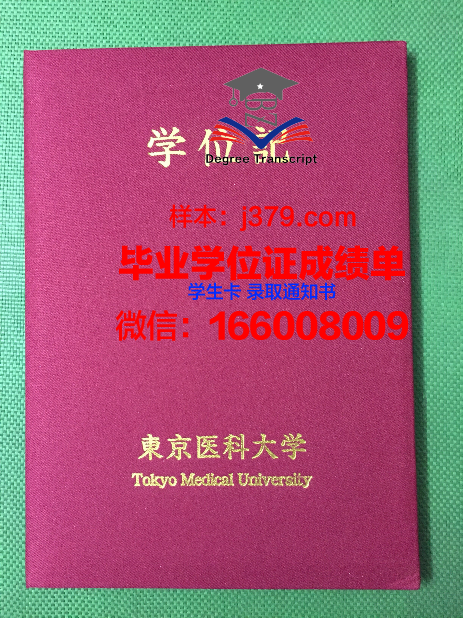 学位記
Degree Transcript
样本：j379.com
毕业学位证成绩单
学生卡 录取通知书
微信：166008009
東京医科大学
Tokyo Medical University